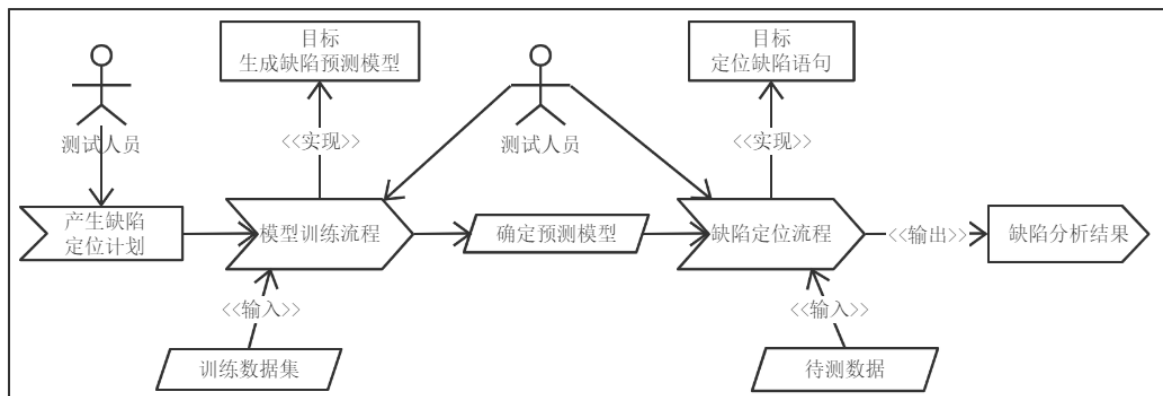 目标
生成缺陷预测模型
目标
定位缺陷语句
测试人员
<<实现>>
测试人员
<<实现>>
产生缺陷
定位计划
模型训练流程
确定预测模型
缺陷定位流程
<<输出>>
缺陷分析结果
<<输入>>
<<输入>>
训练数据集
待测数据